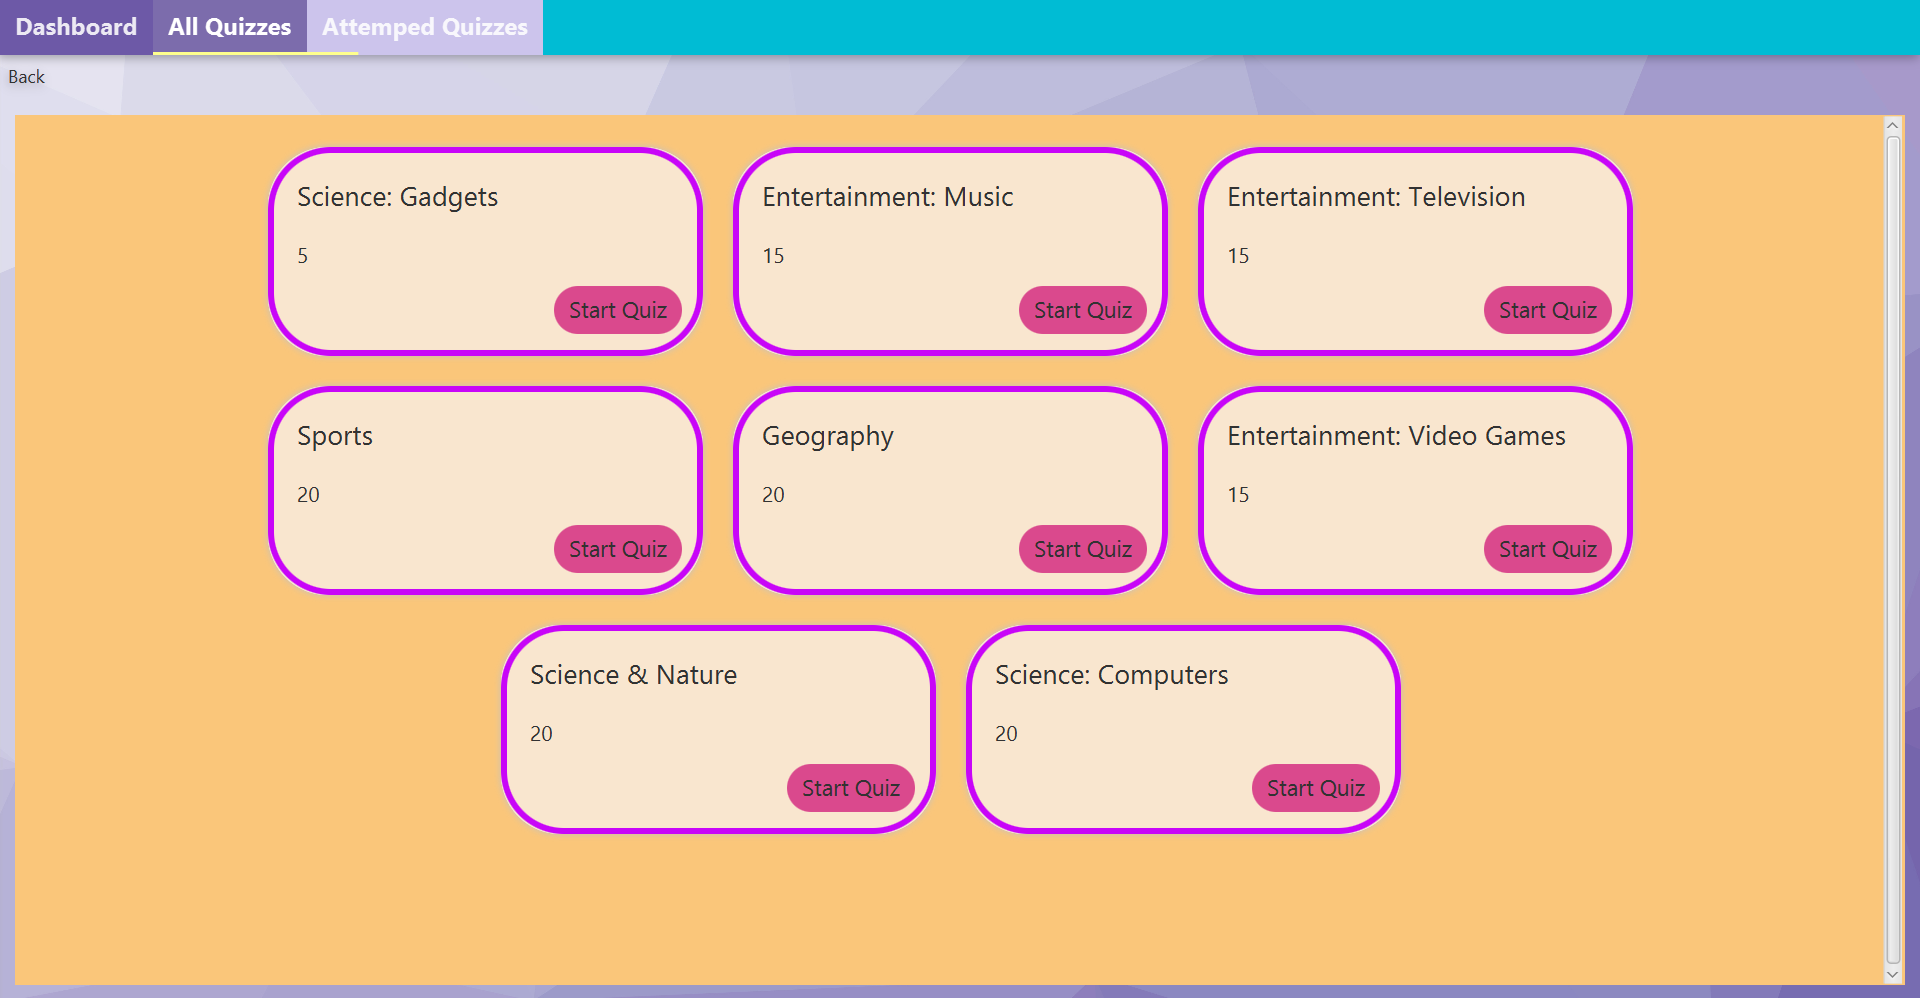 Dashboard
All Quizzes
Attemped Quizzes
Back
Science: Gadgets
5
Start Quiz
Entertainment: Music
15
Start Quiz
Entertainment: Television
15
Start Quiz
Sports
20
Start Quiz
Geography
20
Start Quiz
Entertainment: Video Games
15
Start Quiz
Science & Nature
20
Start Quiz
Science: Computers
20
Start Quiz